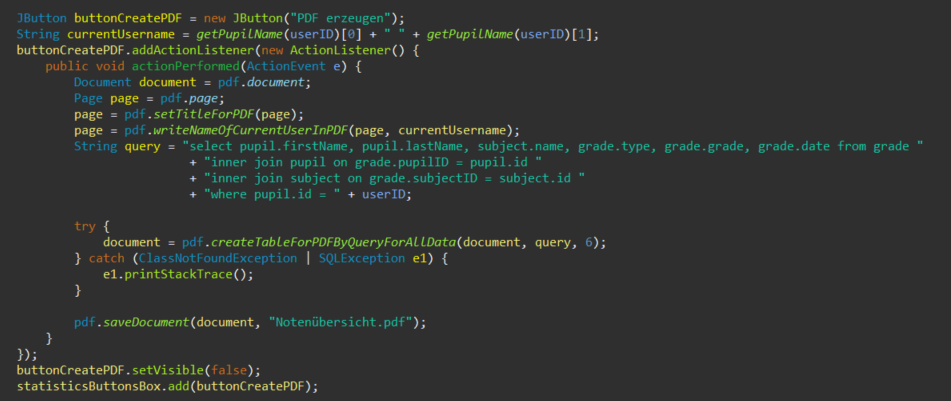 JButton buttonCreatePDF = new JButton("PDF erzeugen");
String currentUsername = getPupilName(userID)[0] + " " + getPupilName(userID)[1];
buttonCreatePDF.addActionListener(new ActionListener() {
    public void actionPerformed(ActionEvent e) {
        Document document = pdf.document;
        Page page = pdf.page;
        page = pdf.setTitleForPDF(page);
        page = pdf.writeNameOfCurrentUserInPDF(page, currentUsername);
        String query = "select pupil.firstName, pupil.lastName, subject.name, grade.type, grade.grade, grade.date from grade "
                        + "inner join pupil on grade.pupilID = pupil.id "
                        + "inner join subject on grade.subjectID = subject.id "
                        + "where pupil.id = " + userID;
        try {
            document = pdf.createTableForPDFByQueryForAllData(document, query, 6);
        } catch (ClassNotFoundException | SQLException e1) {
            e1.printStackTrace();
        }
        pdf.saveDocument(document, "Notenübersicht.pdf");
    }
});
buttonCreatePDF.setVisible(false);
statisticsButtonsBox.add(buttonCreatePDF);